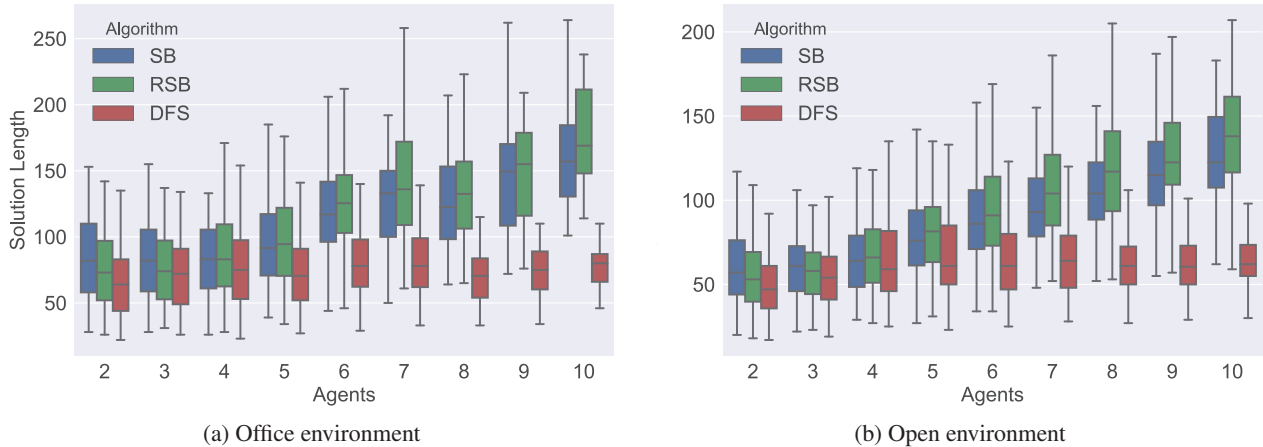 Algorithm
SB
RSB
DFS
250
200
150
100
50
Solution Length
2 3 4 5 6 7 8 9 10
Agents
(a) Office environment
Algorithm
SB
RSB
DFS
200
150
100
50
2 3 4 5 6 7 8 9 10
Agents
(b) Open environment